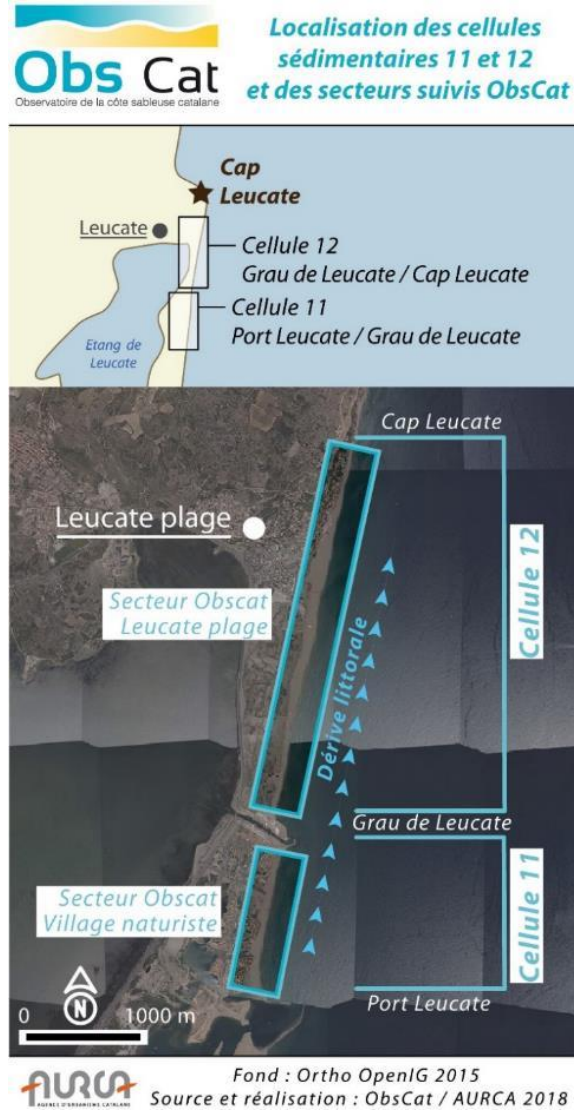 Obs Cat
Observatoire de la côte sableuse catalane
Localisation des cellules
sédimentaires 11 et 12
et des secteurs suivis ObsCat
Cap
Leucate
Leucate
Cellule 12
Grau de Leucate / Cap Leucate
Cellule 11
Port Leucate / Grau de Leucate
Etang de
Leucate
Cap Leucate
Leucate plage
Cellule 12
Secteur Obscat
Leucate plage
Dérive littorale
Grau de Leucate
Cellule 11
Secteur Obscat
Village naturiste
Port Leucate
N
0 1000 m
AURCA
AGENCE D'URBANISME CATALANE
Fond : Ortho OpenIG 2015
Source et réalisation : ObsCat / AURCA 2018